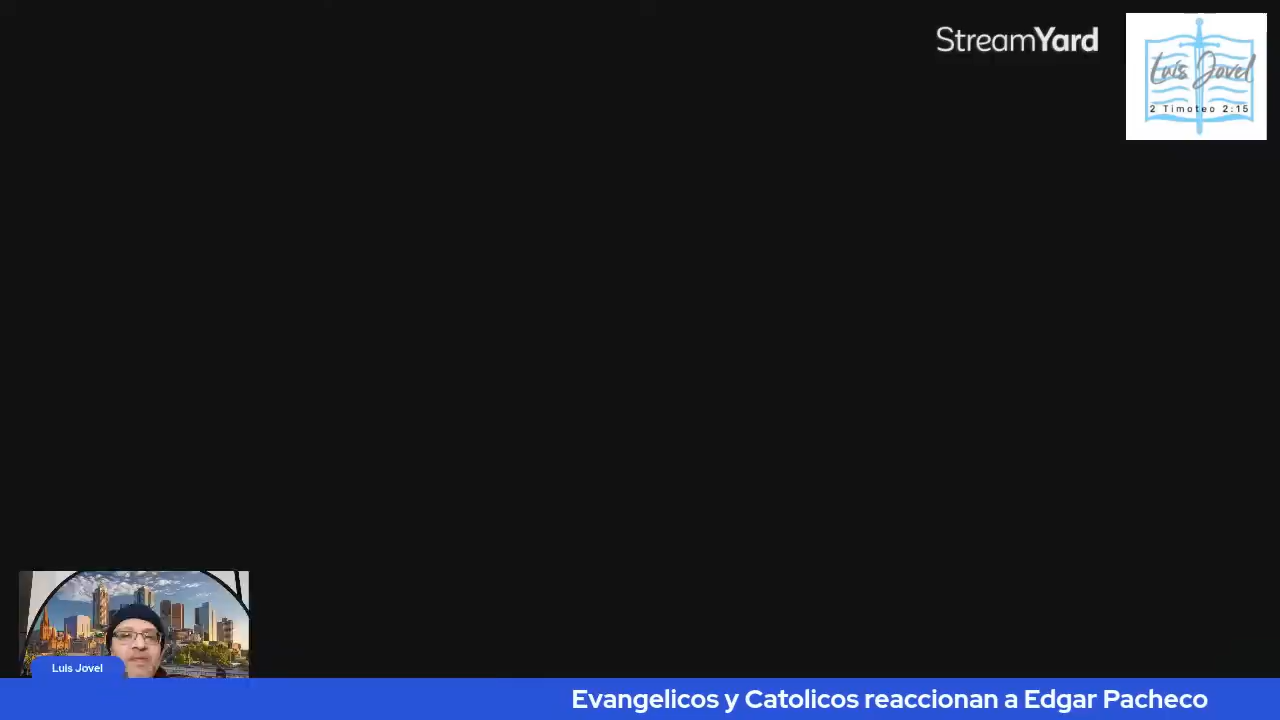 StreamYard
Luis Jovel
2 Timoteo 2:15
Luis Jovel
Evangelicos y Catolicos reaccionan a Edgar Pacheco